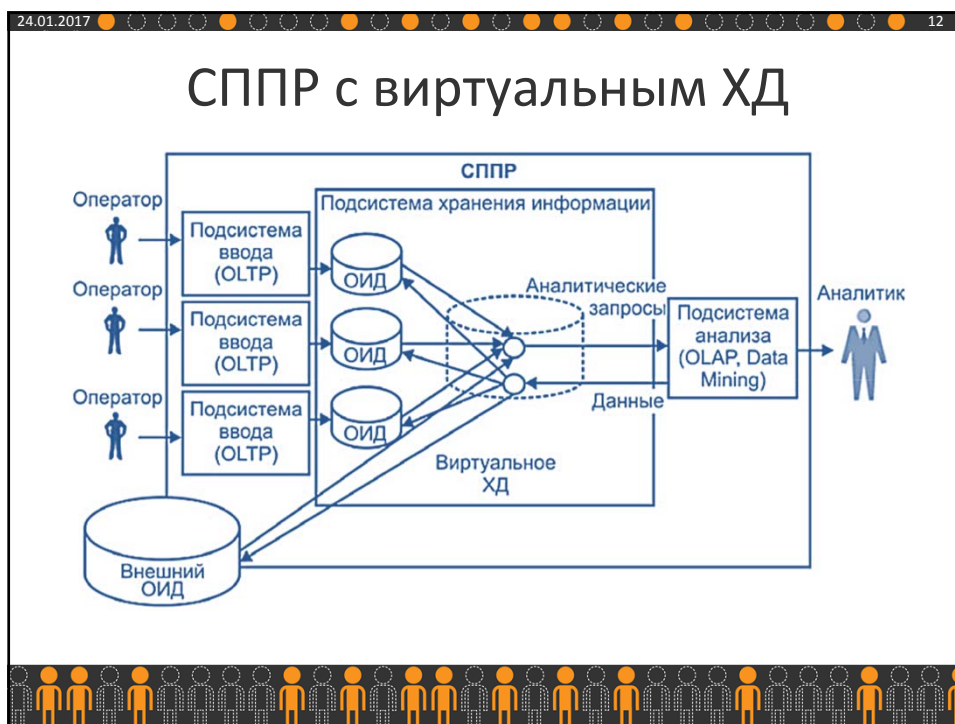 24.01.2017
12
СППР с виртуальным ХД
СППР
Оператор
Подсистема хранения информации
Подсистема
ввода
(OLTP)
ОИД
Аналитические
запросы
Аналитик
Оператор
Подсистема
ввода
(OLTP)
ОИД
Подсистема
анализа
(OLAP, Data
Mining)
Данные
Оператор
Подсистема
ввода
(OLTP)
ОИД
Виртуальное
ХД
Внешний
ОИД